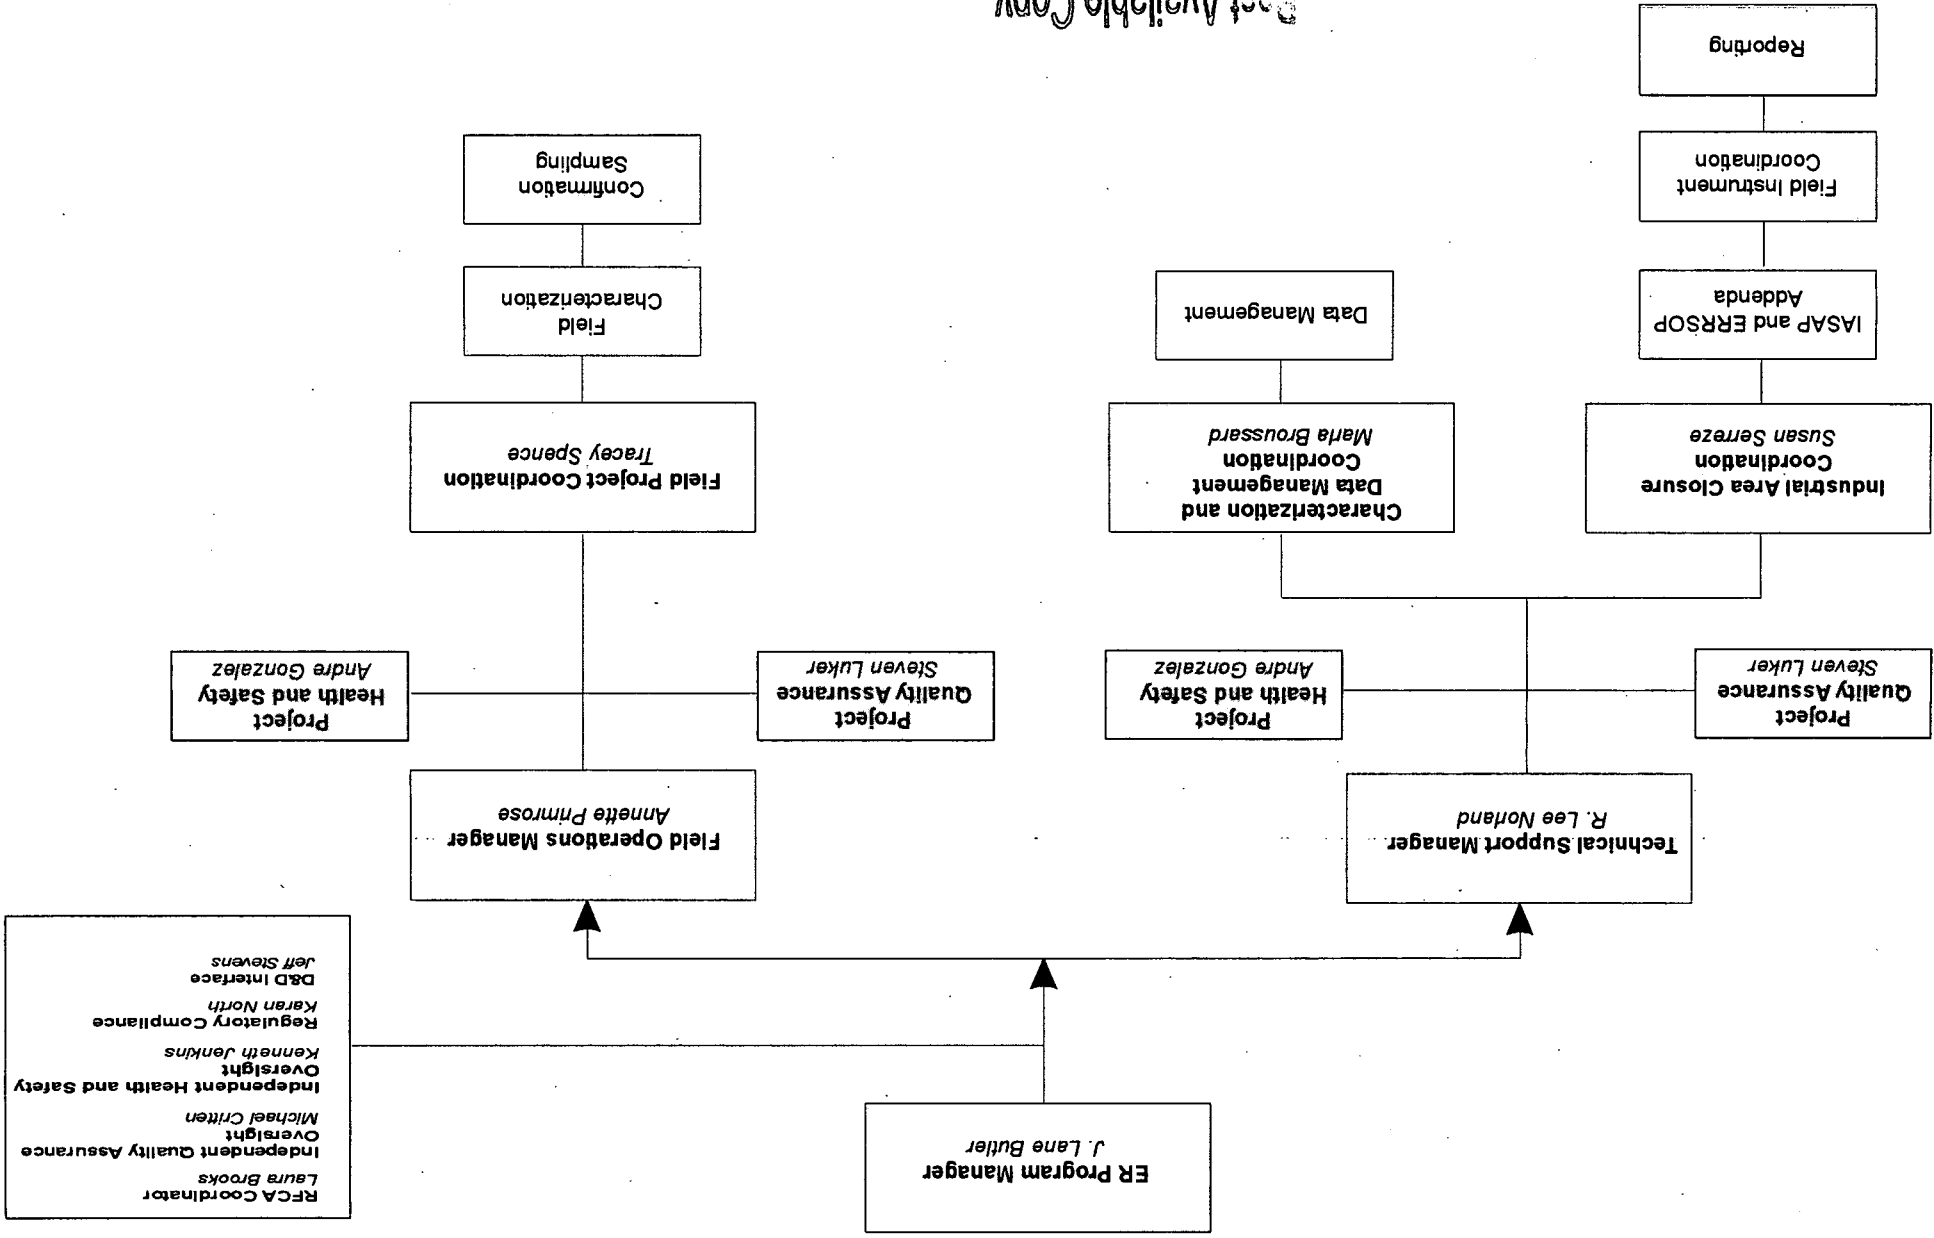 ER Program Manager
J. Lane Butler
RFCA Coordinator
Laura Brooks
Independent Quality Assurance
Oversight
Michael Critten
Independent Health and Safety
Oversight
Kenneth Jenkins
Regulatory Compliance
Karan North
D&D Interface
Jeff Stevens
Technical Support Manager
R. Lee Norland
Field Operations Manager
Annette Primrose
Project
Quality Assurance
Steven Luker
Project
Health and Safety
Andre Gonzalez
Project
Quality Assurance
Steven Luker
Project
Health and Safety
Andre Gonzalez
Industrial Area Closure
Coordination
Susan Serreze
Characterization and
Data Management
Coordination
Marla Broussard
Field Project Coordination
Tracey Spence
IASAP and ERRSOP
Addenda
Data Management
Field
Characterization
Field Instrument
Coordination
Confirmation
Sampling
Reporting
Best Available Copy